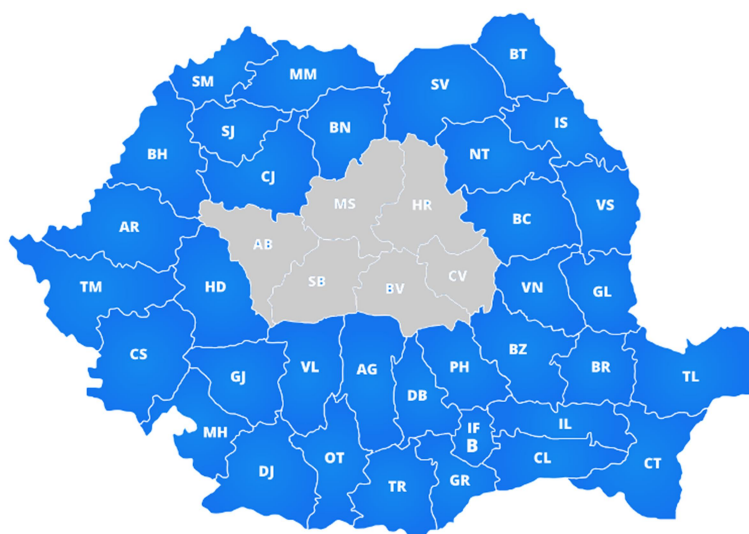 BT
SM
MM
SV
SJ
BN
IS
BH
CJ
NT
MS
HR
VS
AR
BC
AB
TM
HD
SB
BV
CV
VN
GL
CS
GJ
VL
AG
DB
PH
BZ
BR
TL
MH
IF
B
IL
DJ
OT
TR
GR
CL
CT